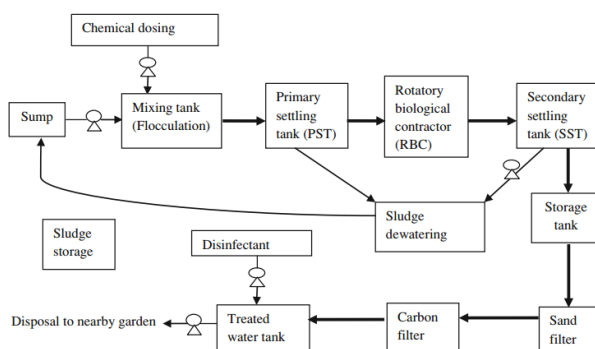 Chemical dosing
Sump
Mixing tank
(Flocculation)
Primary
settling
tank (PST)
Rotatory
biological
contractor
(RBC)
Secondary
settling
tank (SST)
Sludge
storage
Sludge
dewatering
Storage
tank
Disinfectant
Disposal to nearby garden
Treated
water tank
Carbon
filter
Sand
filter